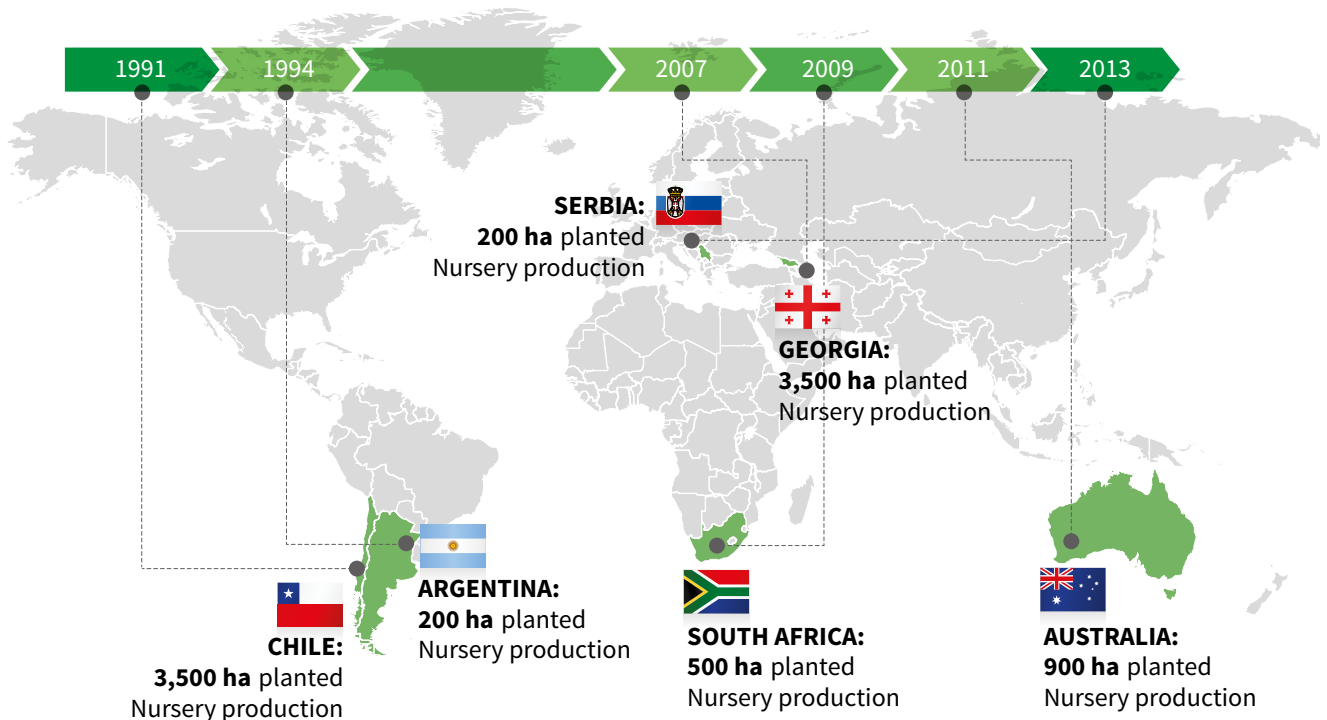 1991
1994
2007
2009
2011
2013
SERBIA:
200 ha planted
Nursery production
GEORGIA:
3,500 ha planted
Nursery production
ARGENTINA:
200 ha planted
Nursery production
CHILE:
3,500 ha planted
Nursery production
SOUTH AFRICA:
500 ha planted
Nursery production
AUSTRALIA:
900 ha planted
Nursery production